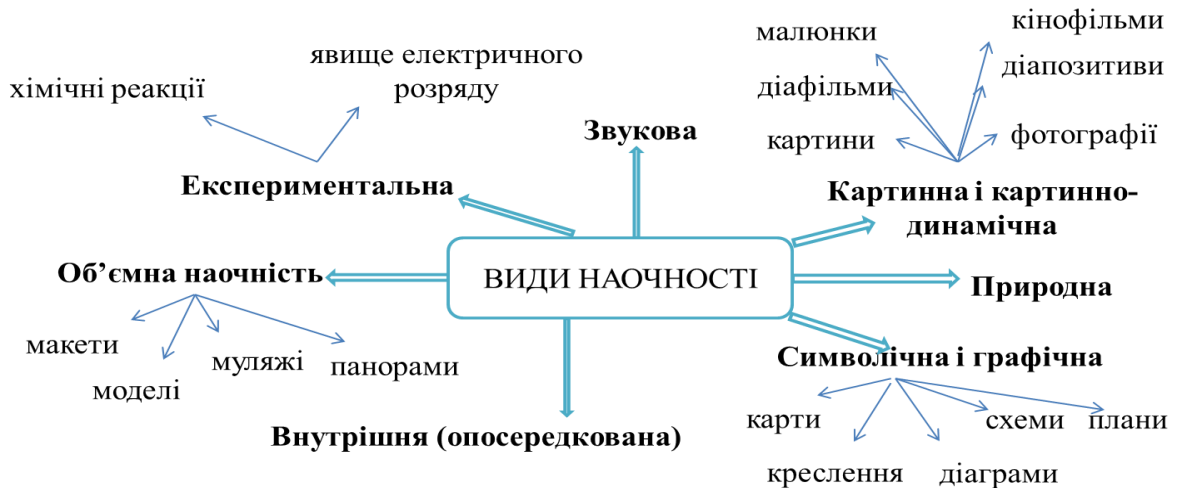 хімічні реакції
явище електричного
розряду
Експериментальна
Звукова
малюнки
кінофільми
діафільми
діапозитиви
картини
фотографії
Картинна і картинно-
динамічна
Об’ємна наочність
ВИДИ НАОЧНОСТІ
Природна
макети
моделі
муляжі
панорами
Внутрішня (опосередкована)
Символічна і графічна
карти
схеми
плани
креслення
діаграми